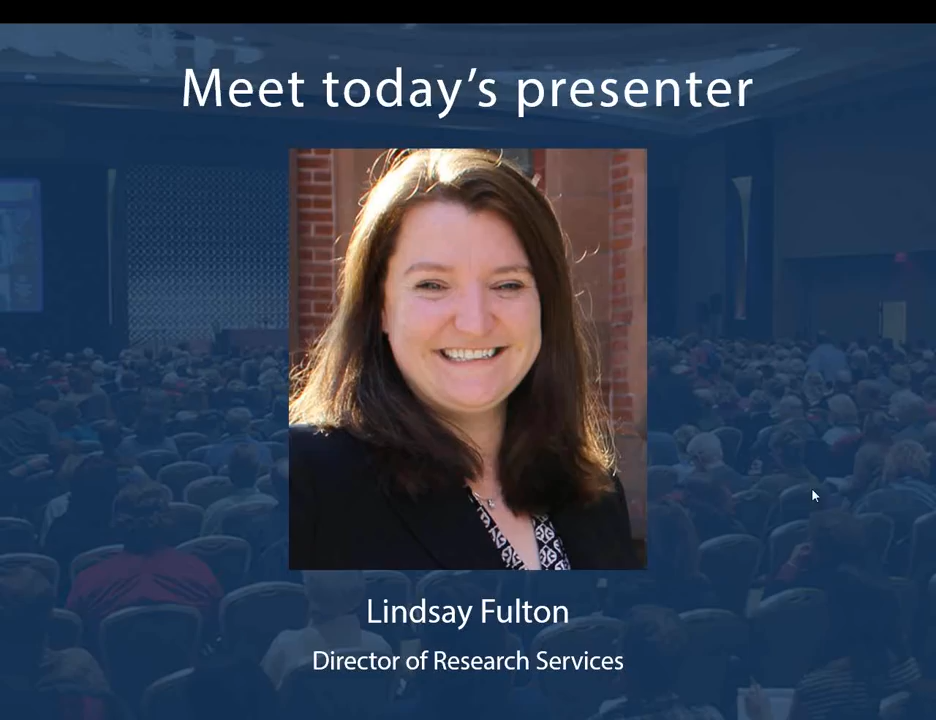 Meet today’s presenter
Lindsay Fulton
Director of Research Services